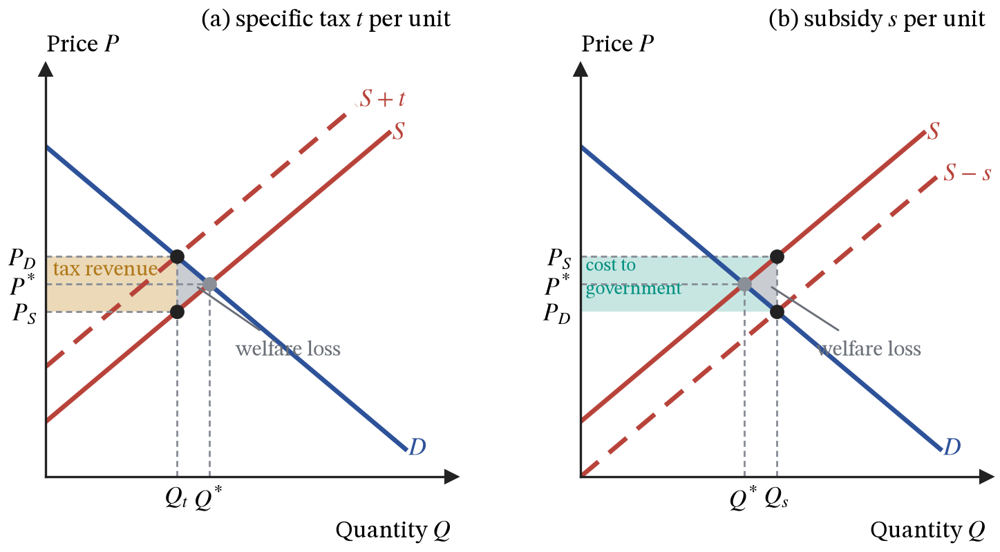 (a) specific tax t per unit
Price P
S + t
S
P_D
tax revenue
P*
P_S
welfare loss
D
Q_t Q*
Quantity Q
(b) subsidy s per unit
Price P
S
S − s
P_S
cost to
P*
government
P_D
welfare loss
D
Q* Q_s
Quantity Q